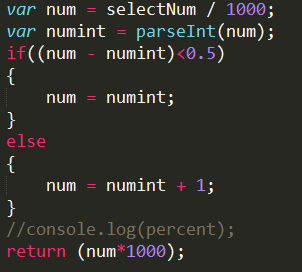 var num = selectNum / 1000;
var numint = parseInt(num);
if((num - numint)<0.5)
{
    num = numint;
}
else
{
    num = numint + 1;
}
//console.log(percent);
return (num*1000);